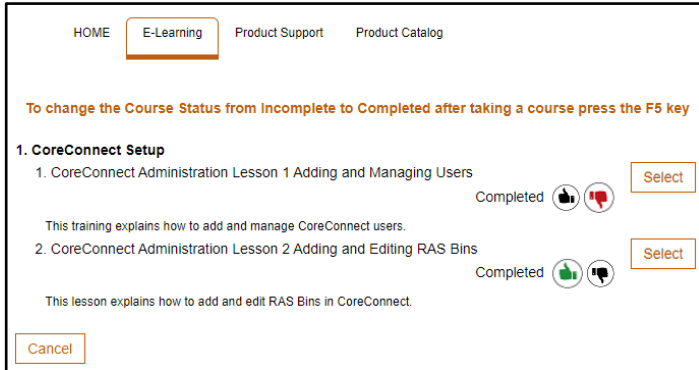 HOME E-Learning Product Support Product Catalog
To change the Course Status from Incomplete to Completed after taking a course press the F5 key
1. CoreConnect Setup
1. CoreConnect Administration Lesson 1 Adding and Managing Users
Select
Completed
This training explains how to add and manage CoreConnect users.
2. CoreConnect Administration Lesson 2 Adding and Editing RAS Bins
Select
Completed
This lesson explains how to add and edit RAS Bins in CoreConnect.
Cancel